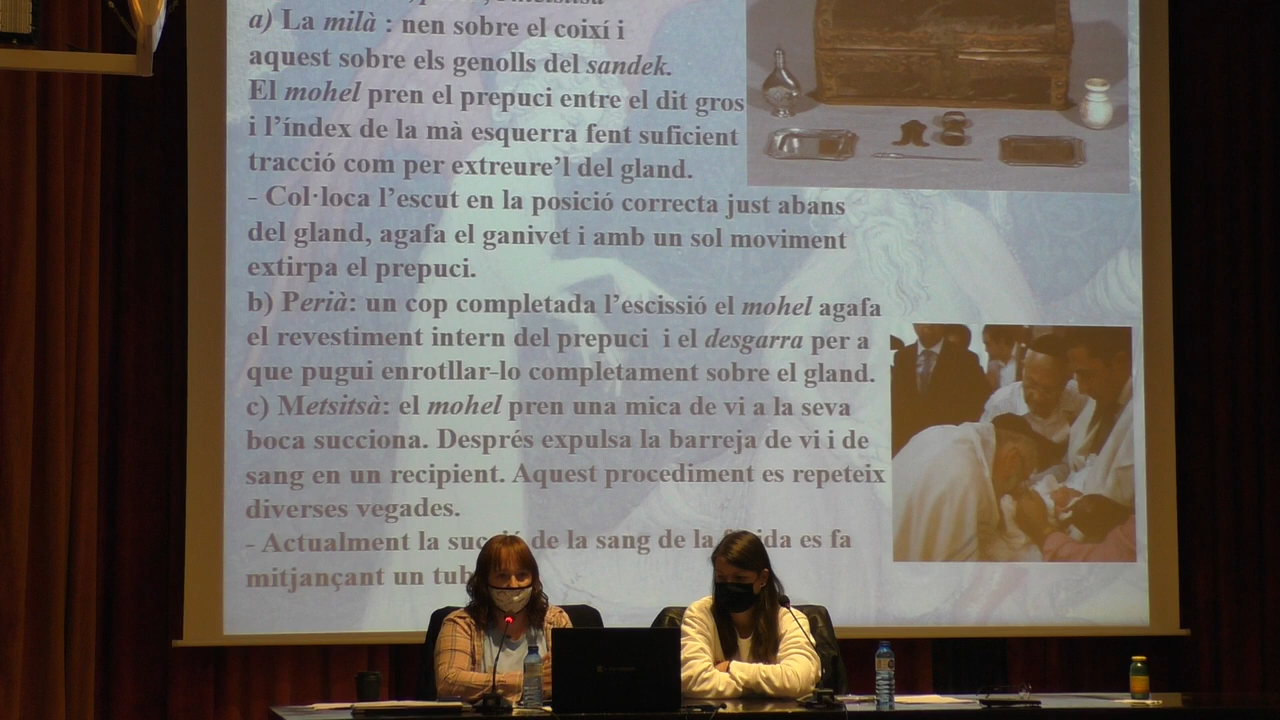 a) La milà : nen sobre el coixí i
aquest sobre els genolls del sandek.
El mohel pren el prepuci entre el dit gros
i l'índex de la mà esquerra fent suficient
tracció com per extreure'l del gland.
- Col·loca l'escut en la posició correcta just abans
del gland, agafa el ganivet i amb un sol moviment
extirpa el prepuci.
b) Perià: un cop completada l'escissió el mohel agafa
el revestiment intern del prepuci i el desgarra per a
que pugui enrotllar-lo completament sobre el gland.
c) Metsitsà: el mohel pren una mica de vi a la seva
boca succiona. Després expulsa la barreja de vi i de
sang en un recipient. Aquest procediment es repeteix
diverses vegades.
- Actualment la de la sang de la es fa
mitjançant un